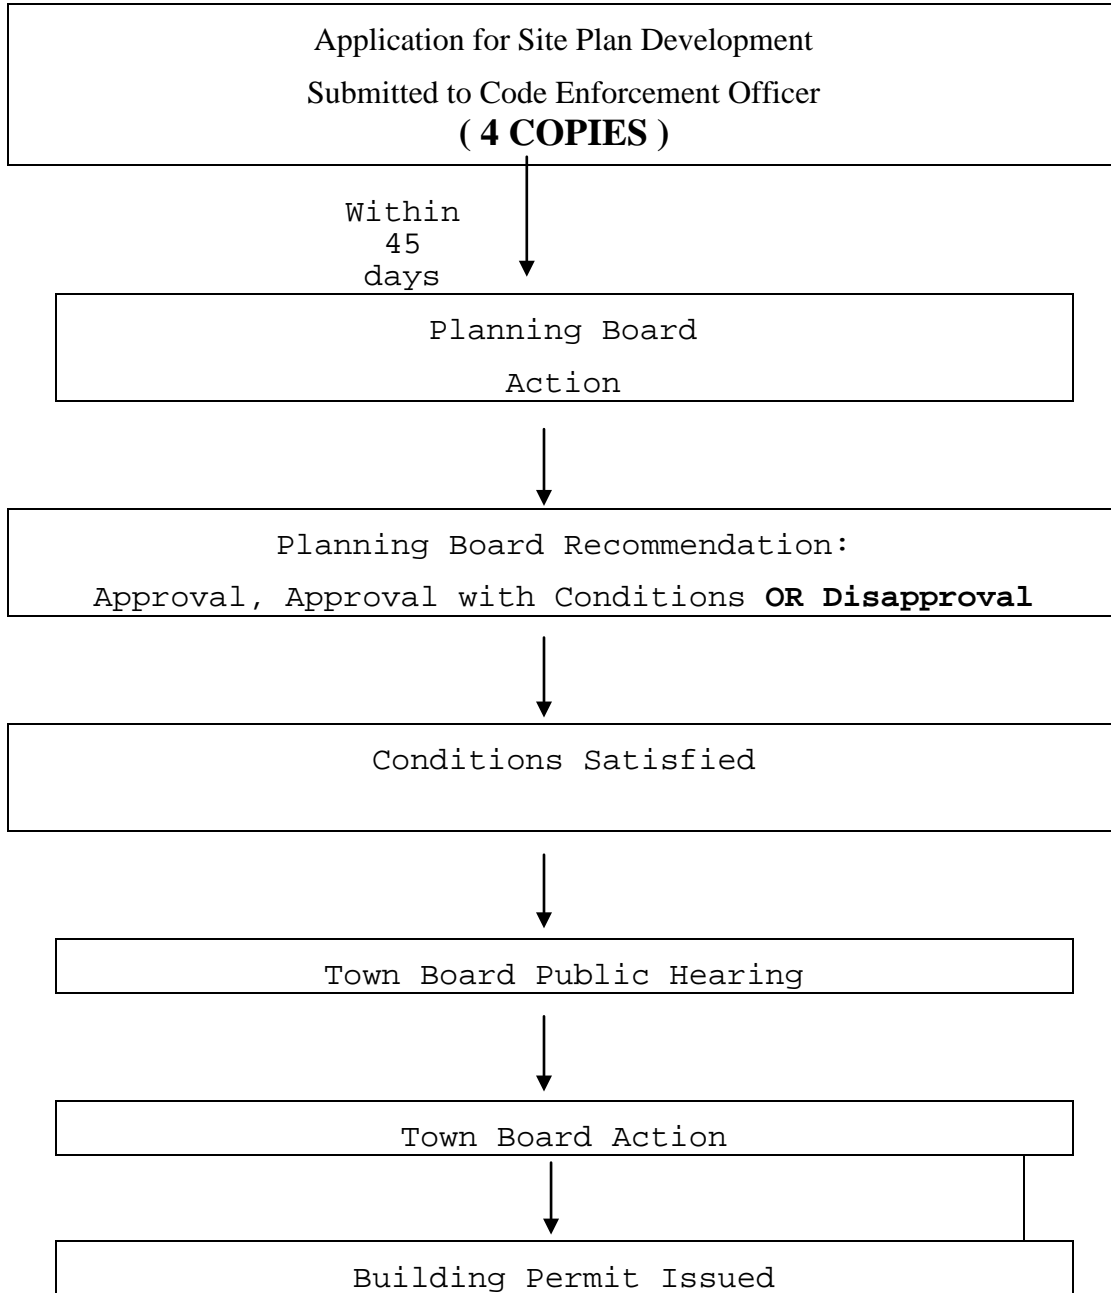 Application for Site Plan Development
Submitted to Code Enforcement Officer
( 4 COPIES )
Within
45
days
Planning Board
Action
Planning Board Recommendation:
Approval, Approval with Conditions OR Disapproval
Conditions Satisfied
Town Board Public Hearing
Town Board Action
Building Permit Issued